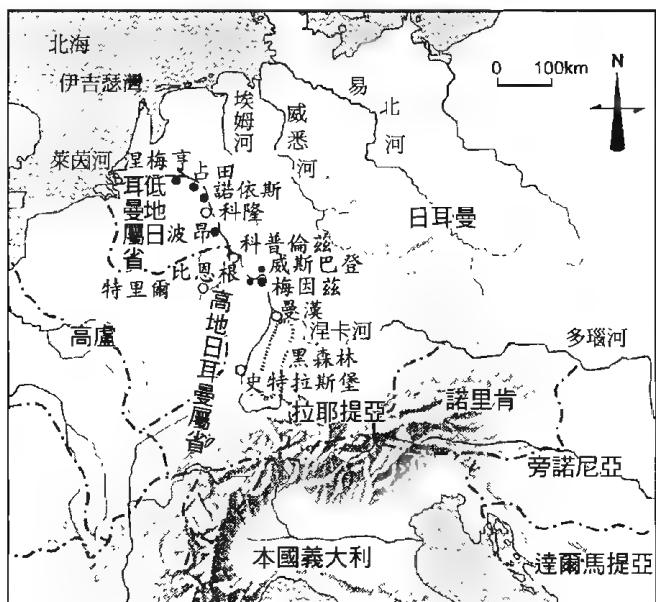 北海
伊吉瑟灣
N
0 100km
埃姆河
威悉河
易北河
萊茵河
涅梅亨
占田
諾依斯
科隆
低地日耳曼屬省
日耳曼
波昂
科普倫茲
威斯巴登
比恩根
梅因茲
特里爾
曼漢
涅卡河
高盧
多瑙河
黑森林
史特拉斯堡
高地日耳曼屬省
拉耶提亞
諾里肯
旁諾尼亞
本國義大利
達爾馬提亞